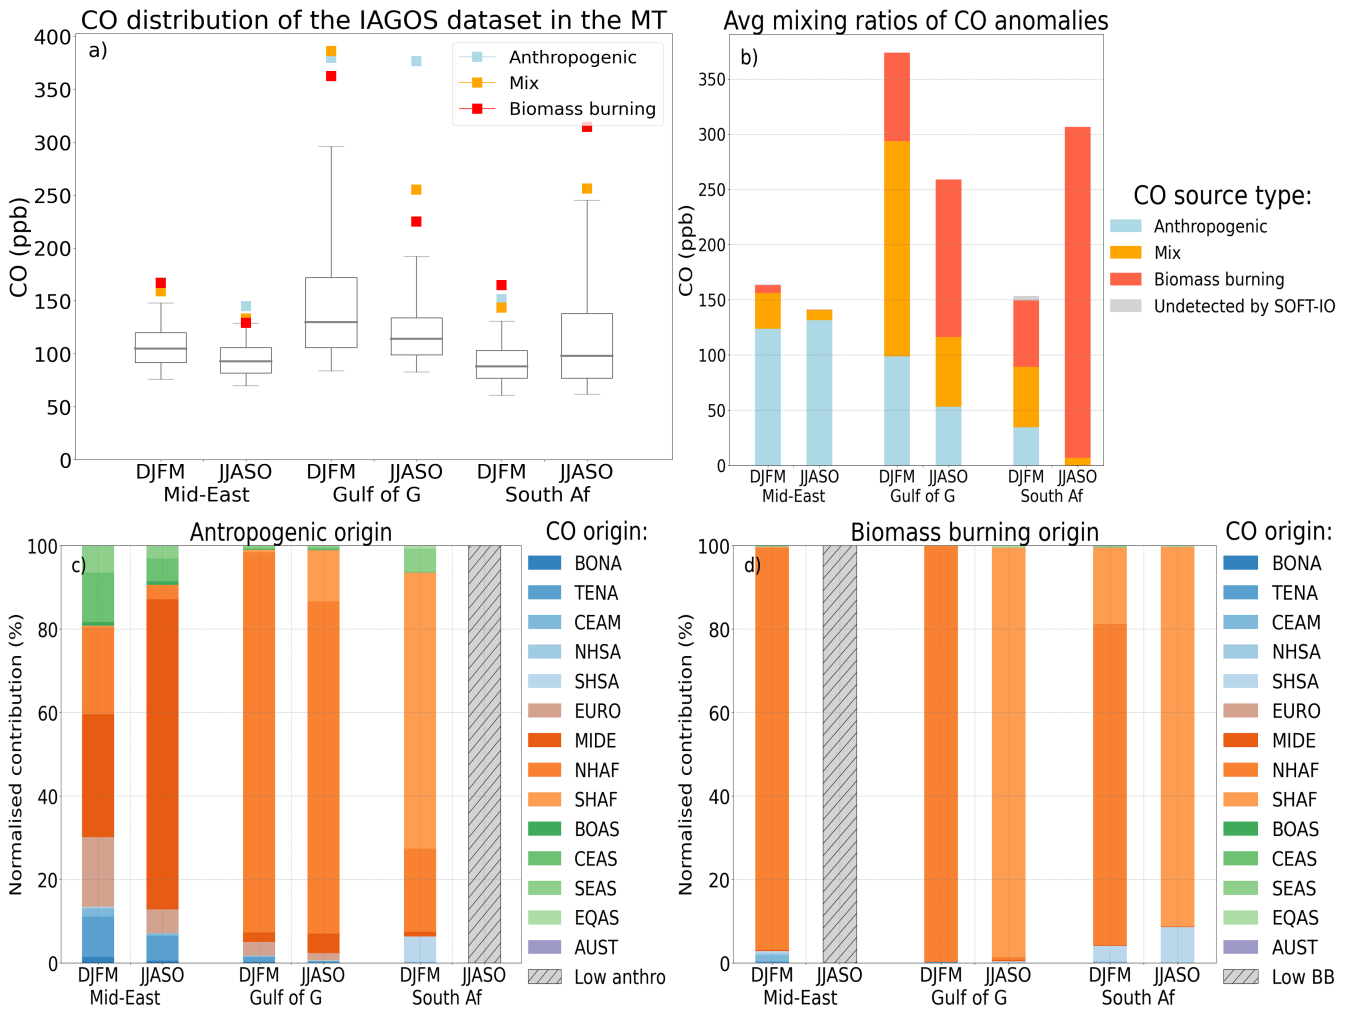 CO distribution of the IAGOS dataset in the MT
a)
CO (ppb)
400
350
300
250
200
150
100
50
0
Anthropogenic
Mix
Biomass burning
DJFM JJASO DJFM JJASO DJFM JJASO
Mid-East Gulf of G South Af
Avg mixing ratios of CO anomalies
b)
CO (ppb)
350
300
250
200
150
100
50
0
DJFM JJASO DJFM JJASO DJFM JJASO
Mid-East Gulf of G South Af
CO source type:
Anthropogenic
Mix
Biomass burning
Undetected by SOFT-IO
Antropogenic origin
c)
Normalised contribution (%)
100
80
60
40
20
0
DJFM JJASO DJFM JJASO DJFM JJASO
Mid-East Gulf of G South Af
CO origin:
BONA
TENA
CEAM
NHSA
SHSA
EURO
MIDE
NHAF
SHAF
BOAS
CEAS
SEAS
EQAS
AUST
Low anthro
Biomass burning origin
d)
Normalised contribution (%)
100
80
60
40
20
0
DJFM JJASO DJFM JJASO DJFM JJASO
Mid-East Gulf of G South Af
CO origin:
BONA
TENA
CEAM
NHSA
SHSA
EURO
MIDE
NHAF
SHAF
BOAS
CEAS
SEAS
EQAS
AUST
Low BB